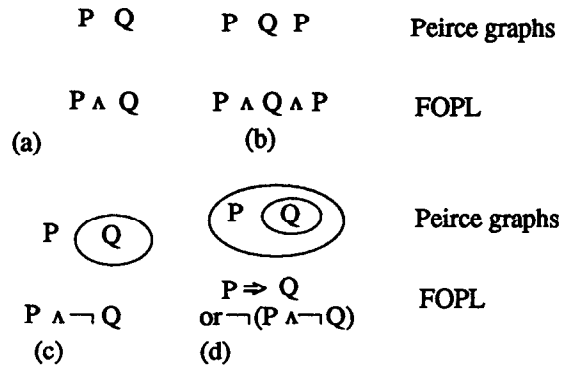 P Q P Q P Peirce graphs
P ∧ Q P ∧ Q ∧ P FOPL
(a) (b)
P Q P Q Peirce graphs
P ⇒ Q FOPL
P ∧ ¬ Q or ¬ (P ∧ ¬ Q)
(c) (d)